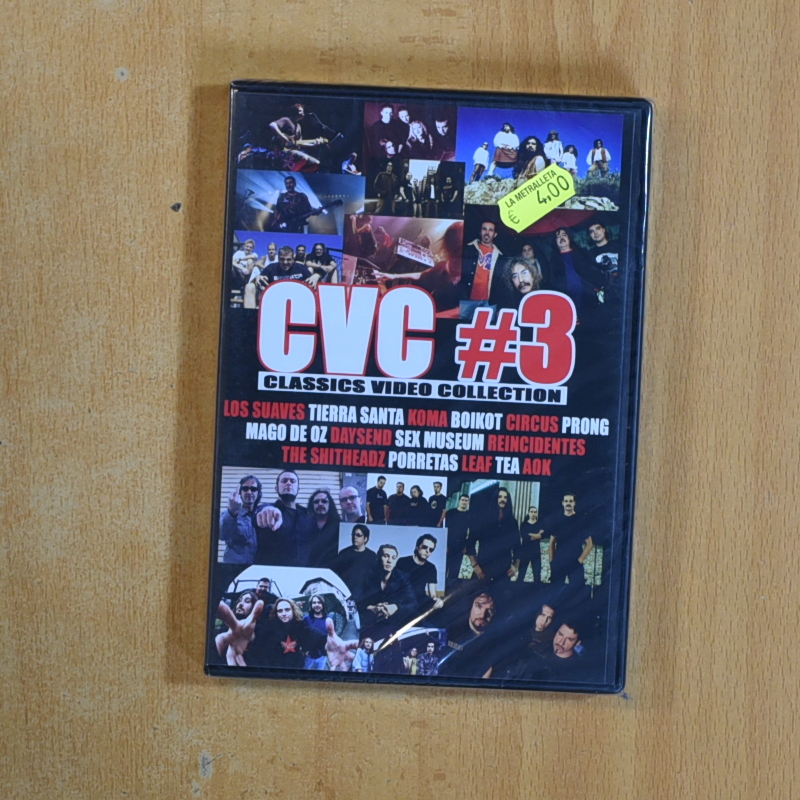 LA METRALLETA
€ 4,00
CVC #3
CLASSICS VIDEO COLLECTION
LOS SUAVES TIERRA SANTA KOMA BOIKOT CIRCUS PRONG
MAGO DE OZ DAYSEND SEX MUSEUM REINCIDENTES
THE SHITHEADZ PORRETAS LEAF TEA AOK